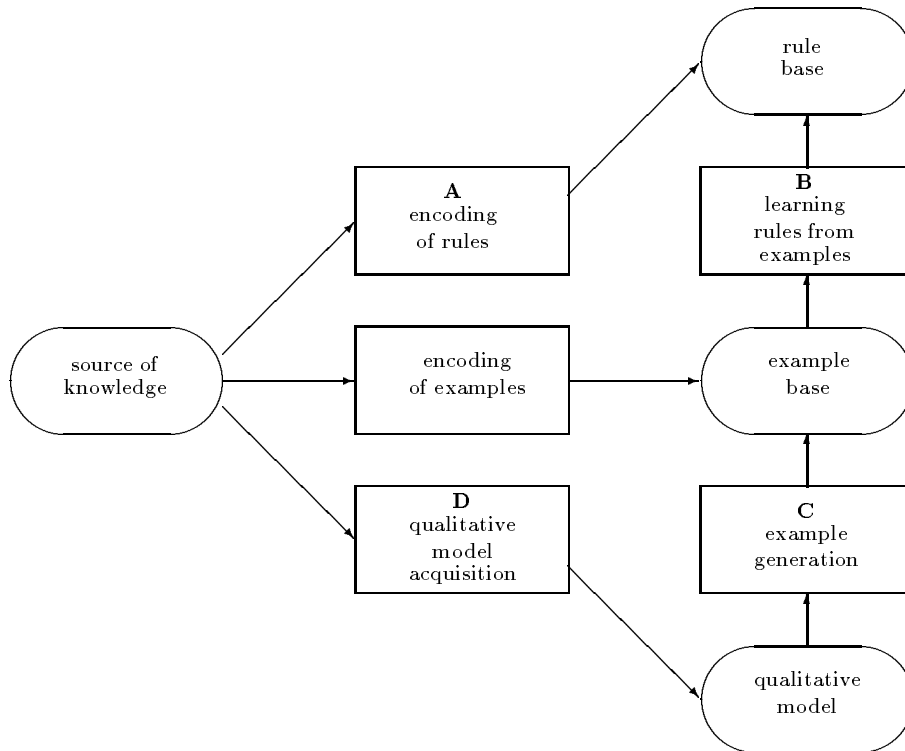 rule
base
A
encoding
of rules
B
learning
rules from
examples
source of
knowledge
encoding
of examples
example
base
D
qualitative
model
acquisition
C
example
generation
qualitative
model